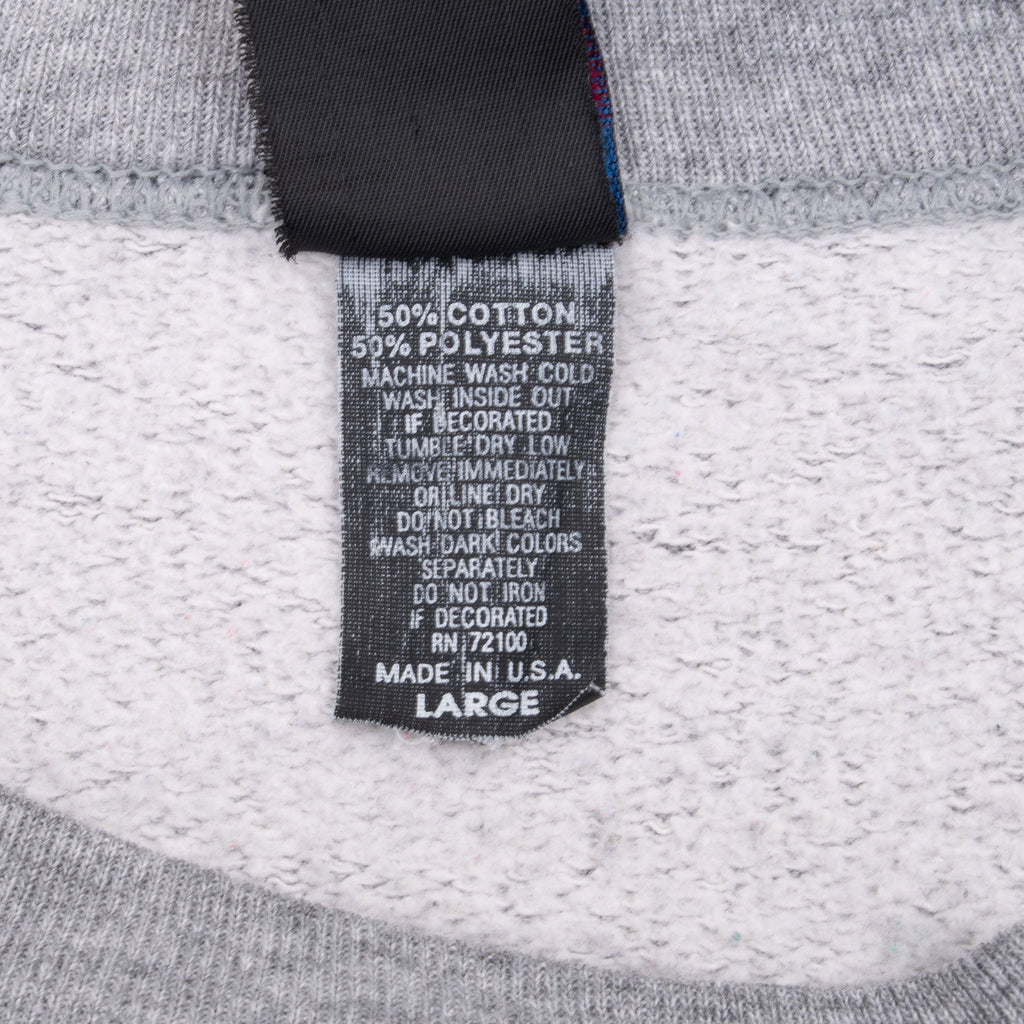 50% COTTON
50% POLYESTER
MACHINE WASH COLD
WASH INSIDE OUT
IF DECORATED
TUMBLE DRY LOW
REMOVE IMMEDIATELY
OR LINE DRY
DO NOT BLEACH
WASH DARK COLORS
SEPARATELY
DO NOT IRON
IF DECORATED
RN 72100
MADE IN U.S.A.
LARGE